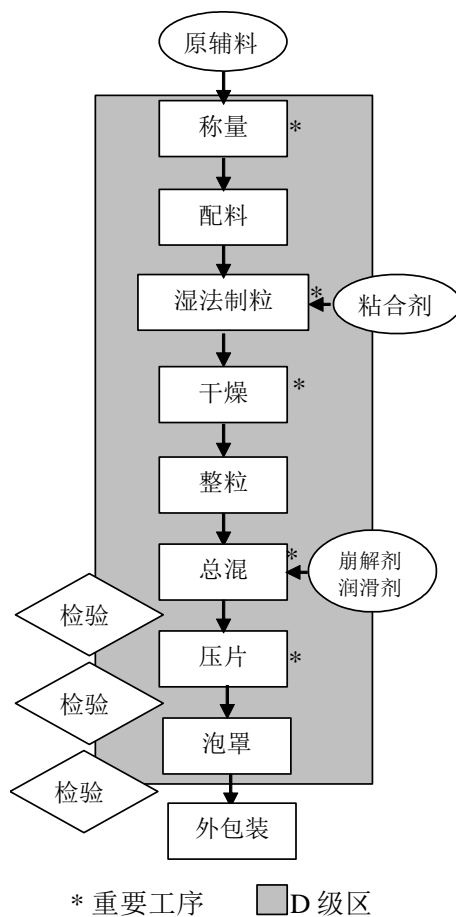 原辅料
称量 *
配料
湿法制粒 *
粘合剂
干燥 *
整粒
总混 *
崩解剂
润滑剂
检验
压片 *
检验
泡罩
检验
外包装
* 重要工序 D 级区